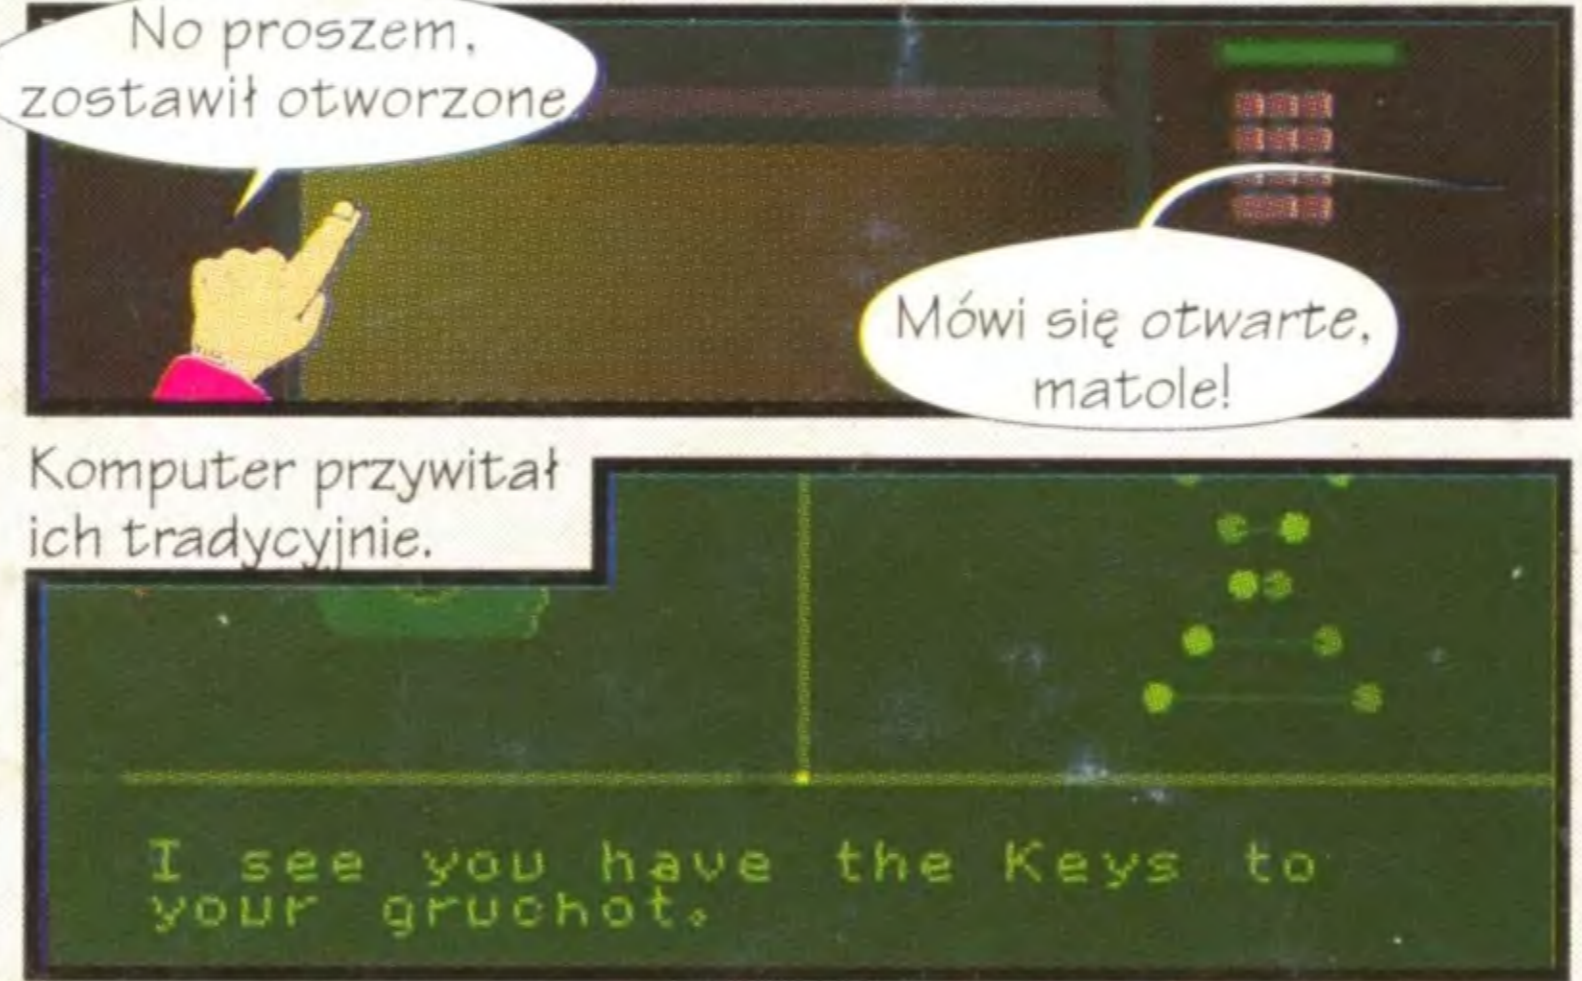 No proszem,
zostawił otworzone
Mówi się otwarte,
matole!
Komputer przywitał
ich tradycyjnie.
I see you have the Keys to
your gruchot.